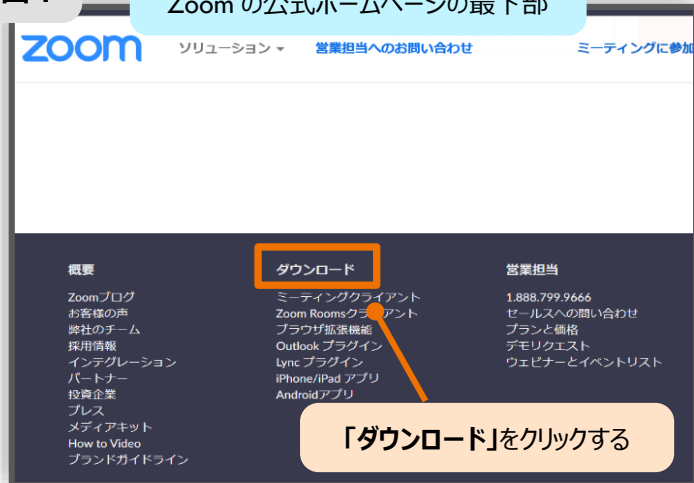 Zoom の公式ホームページの最下部
zoom
ソリューション
営業担当へのお問い合わせ
ミーティングに参加
概要
Zoomブログ
お客様の声
弊社のチーム
採用情報
インテグレーション
パートナー
投資企業
プレス
メディアキット
How to Video
ブランドガイドライン
ダウンロード
ミーティングクライアント
Zoom Roomsクライアント
ブラウザ拡張機能
Outlook プラグイン
Lync プラグイン
iPhone/iPad アプリ
Androidアプリ
営業担当
1.888.799.9666
セールスへの問い合わせ
プランと価格
デモリクエスト
ウェビナーとイベントリスト
「ダウンロード」をクリックする